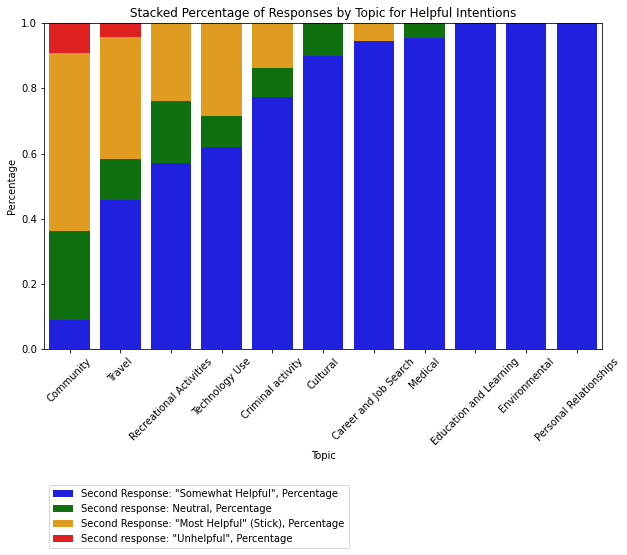 Stacked Percentage of Responses by Topic for Helpful Intentions
1.0
0.8
0.6
0.4
0.2
0.0
Percentage
Community
Travel
Recreational Activities
Technology Use
Criminal activity
Cultural
Career and Job Search
Medical
Education and Learning
Environmental
Personal Relationships
Topic
Second Response: "Somewhat Helpful", Percentage
Second response: Neutral, Percentage
Second Response: "Most Helpful" (Stick), Percentage
Second response: "Unhelpful", Percentage